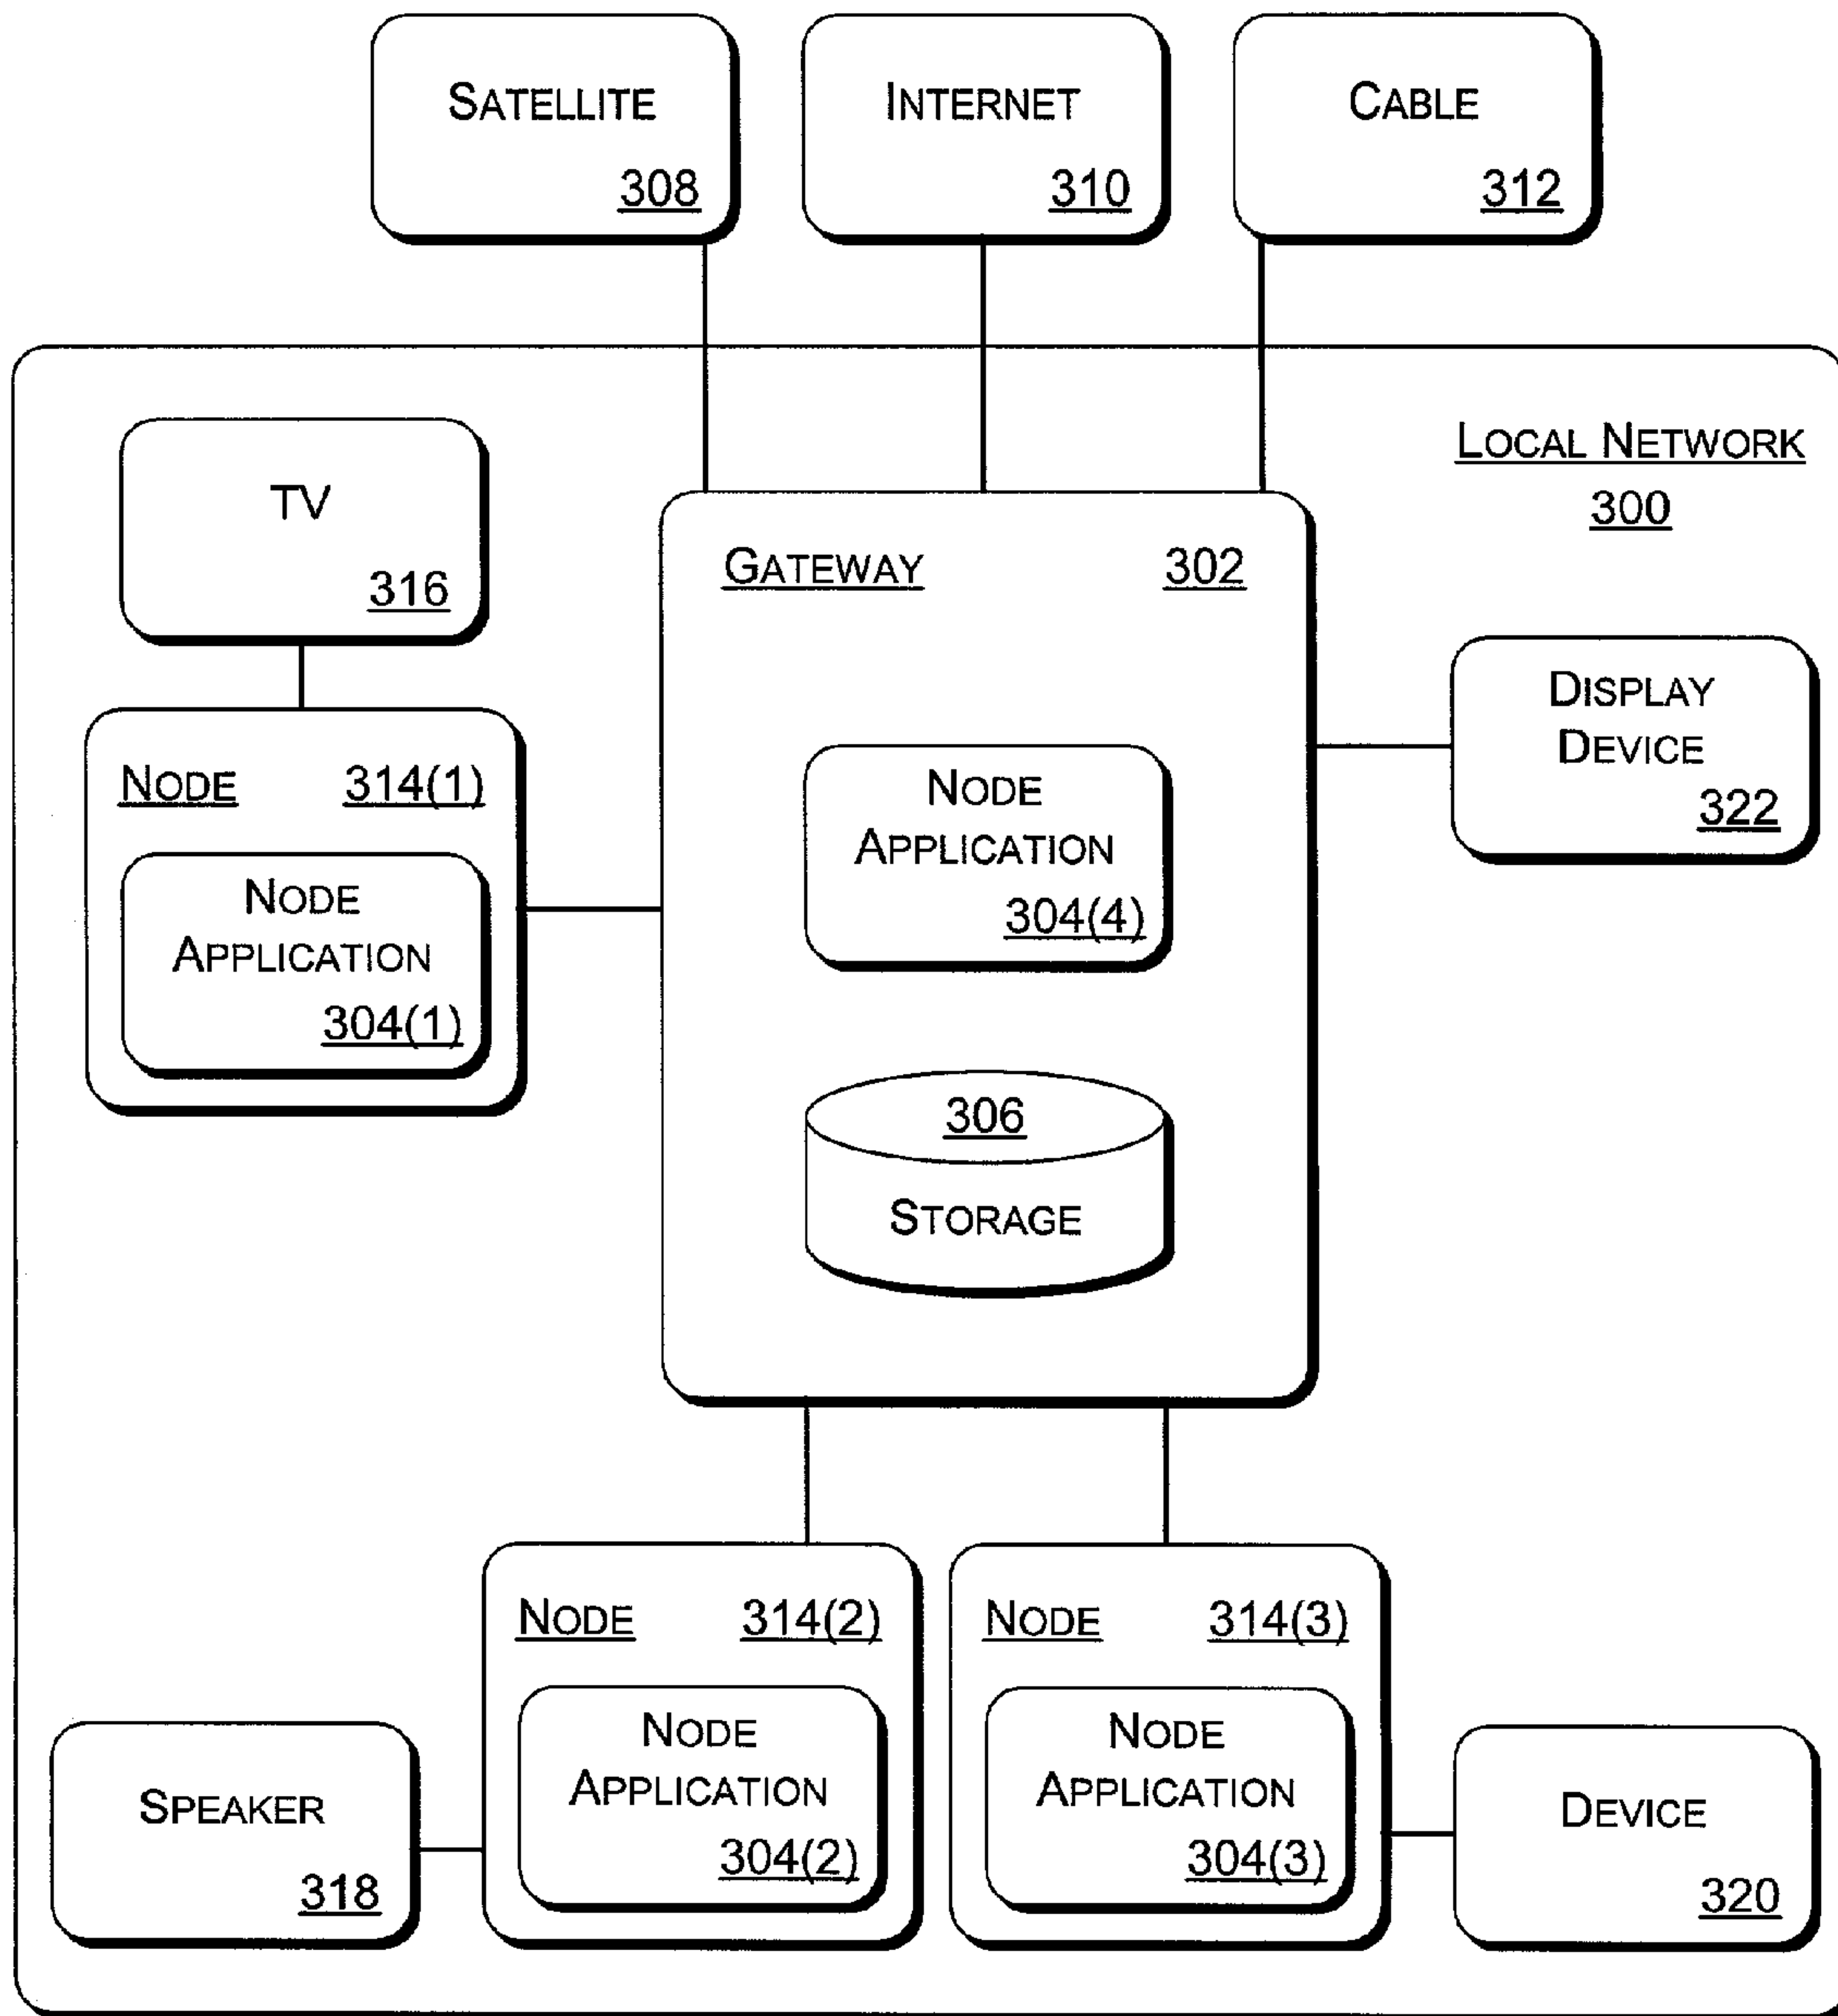 SATELLITE
308
INTERNET
310
CABLE
312
LOCAL NETWORK
300
TV
316
GATEWAY 302
DISPLAY
DEVICE
322
NODE 314(1)
NODE
APPLICATION
304(1)
NODE
APPLICATION
304(4)
306
STORAGE
NODE 314(2)
NODE
APPLICATION
304(2)
NODE 314(3)
NODE
APPLICATION
304(3)
SPEAKER
318
DEVICE
320